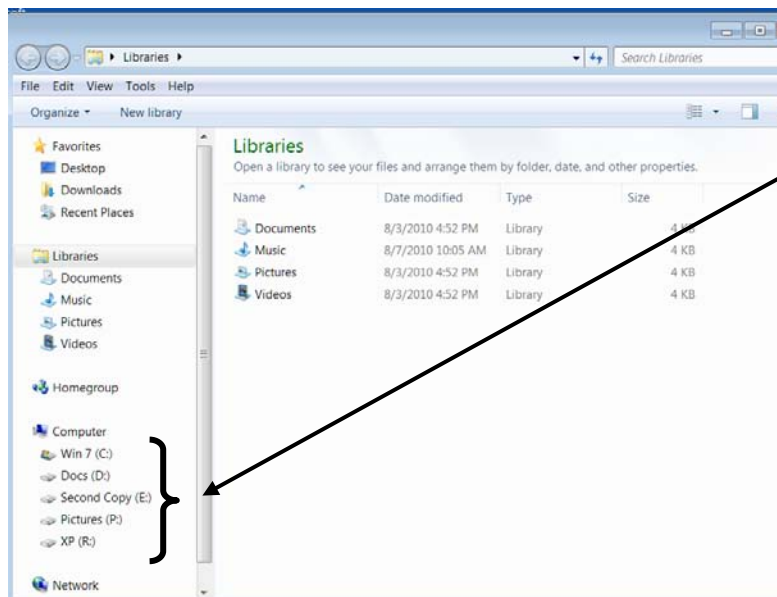 Libraries
Search Libraries
File Edit View Tools Help
Organize New library
Favorites
Desktop
Downloads
Recent Places
Libraries
Documents
Music
Pictures
Videos
Homegroup
Computer
Win 7 (C:)
Docs (D:)
Second Copy (E:)
Pictures (P:)
XP (R:)
Network
Libraries
Open a library to see your files and arrange them by folder, date, and other properties.
Name Date modified Type Size
Documents 8/3/2010 4:52 PM Library 4 KB
Music 8/7/2010 10:05 AM Library 4 KB
Pictures 8/3/2010 4:52 PM Library 4 KB
Videos 8/3/2010 4:52 PM Library 4 KB